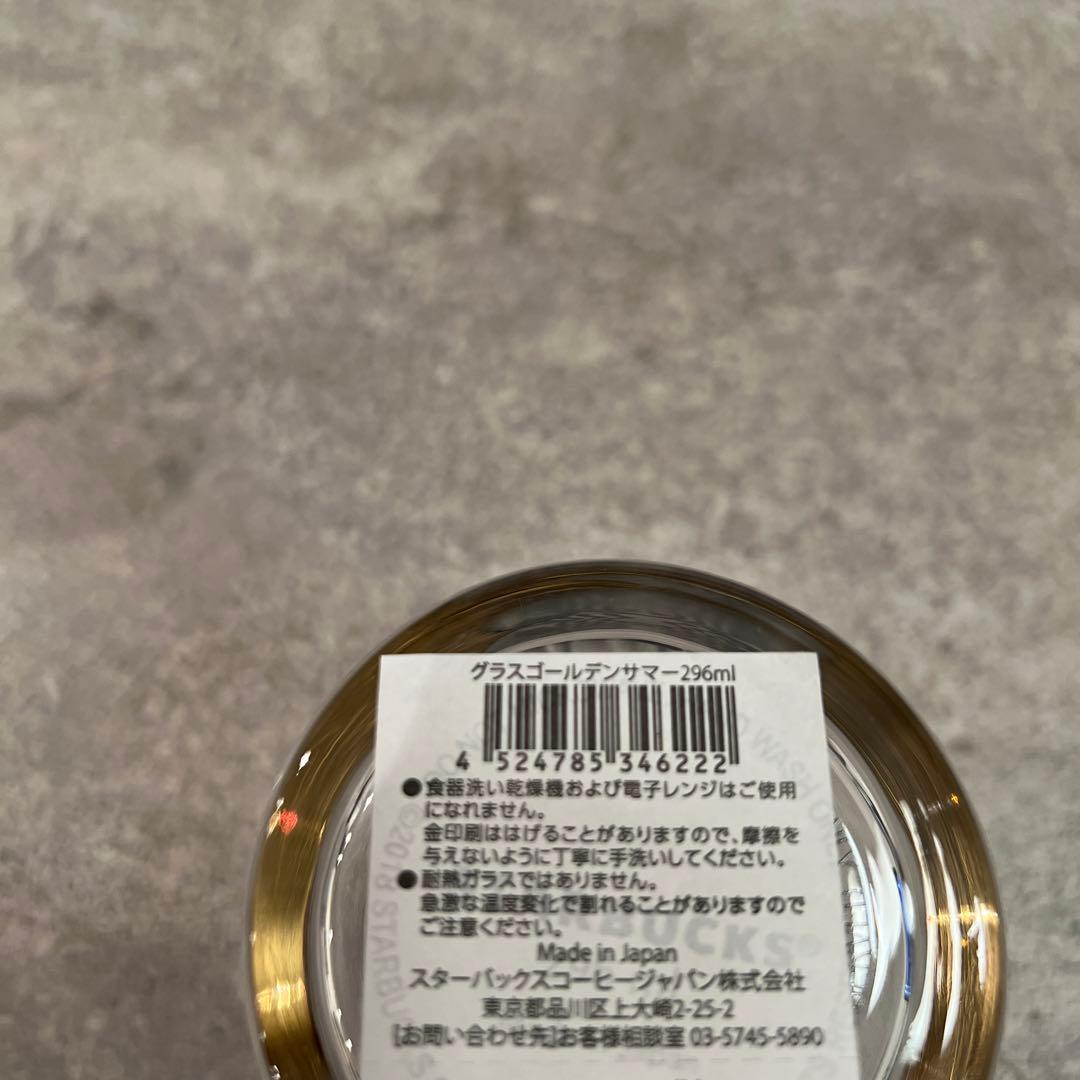 グラスゴールデンサマー296ml
4 524785 346222
●食器洗い乾燥機および電子レンジはご使用
になれません。
金印刷ははげることがありますので、摩擦を
与えないように丁寧に手洗いしてください。
●耐熱ガラスではありません。
急激な温度変化で割れることがありますので
ご注意ください。
Made in Japan
スターバックスコーヒージャパン株式会社
東京都品川区上大崎2-25-2
[お問い合わせ先]お客様相談室 03-5745-5890
©2018 STARBU
BUCKS®
WAS